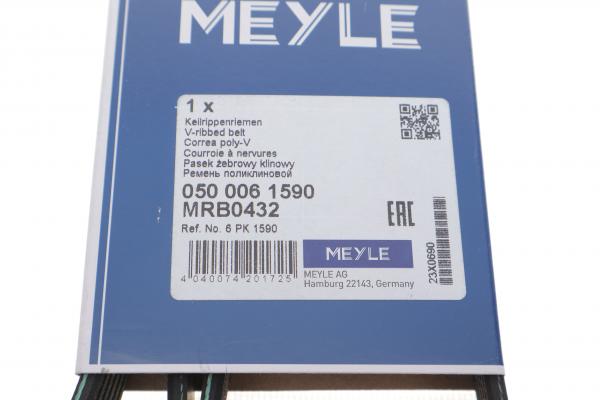 MEYLE
1 x
Keilrippenriemen
V-ribbed belt
Correa poly-V
Courroie à nervures
Pasek żebrowy klinowy
Ремень поликлиновой
050 006 1590
MRB0432
Ref. No. 6 PK 1590
EAC
MEYLE
4 040074 201725
MEYLE AG
Hamburg 22143, Germany
23X0690